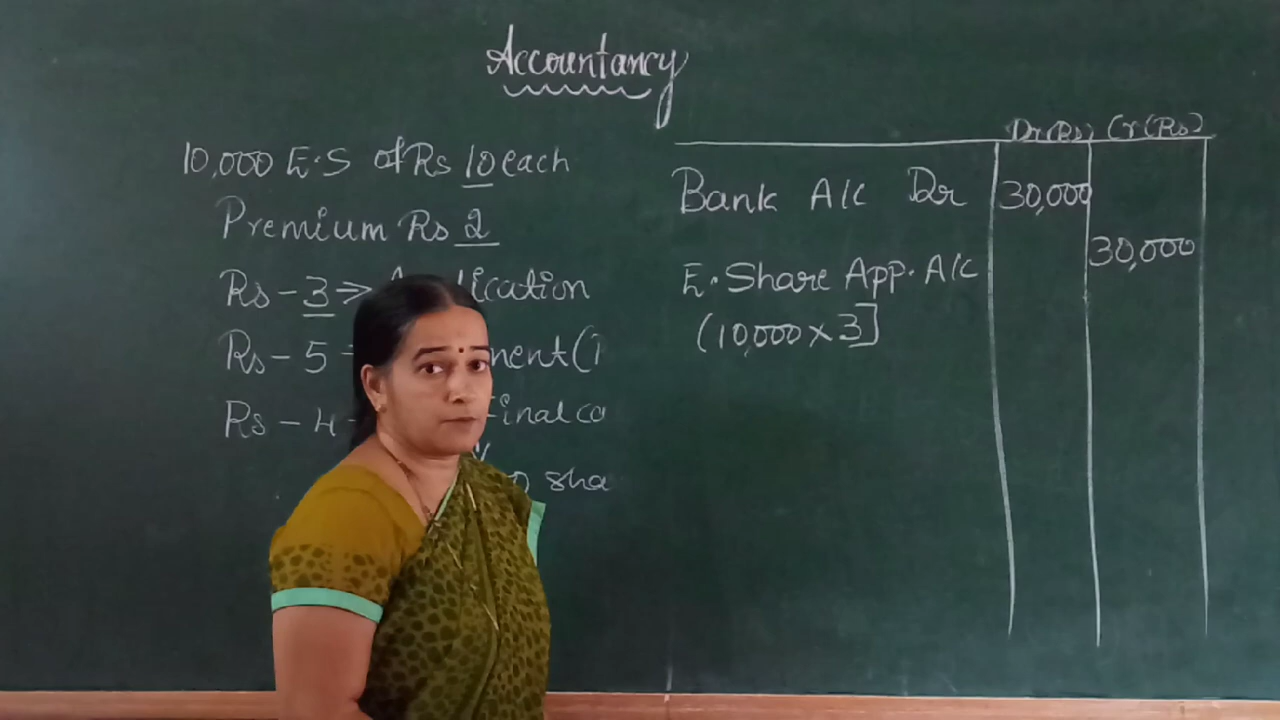 Accountancy
10,000 E.S of Rs 10 each
Premium Rs 2
Rs - 3 ⇒
Rs - 5
Rs - 4 - Final
Dr(Rs) Cr(Rs)
Bank A/c Dr 30,000
30,000
E. Share App. A/c
(10,000 × 3]